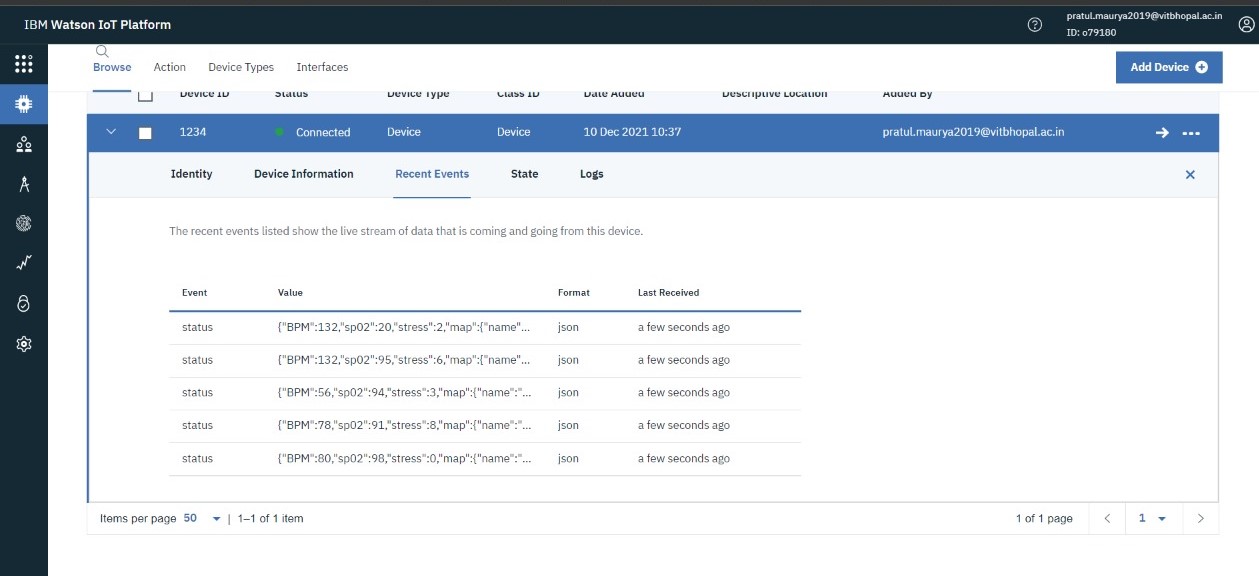 IBM Watson IoT Platform
pratul.maurya2019@vitbhopal.ac.in
ID: o79180
Browse Action Device Types Interfaces
Add Device
Device ID Status Device Type Class ID Date Added Descriptive Location Added By
1234 Connected Device Device 10 Dec 2021 10:37 pratul.maurya2019@vitbhopal.ac.in
Identity Device Information Recent Events State Logs
The recent events listed show the live stream of data that is coming and going from this device.
Event Value Format Last Received
status {"BPM":132,"sp02":20,"stress":2,"map":{"name"... json a few seconds ago
status {"BPM":132,"sp02":95,"stress":6,"map":{"name"... json a few seconds ago
status {"BPM":56,"sp02":94,"stress":3,"map":{"name":"... json a few seconds ago
status {"BPM":78,"sp02":91,"stress":8,"map":{"name":"... json a few seconds ago
status {"BPM":80,"sp02":98,"stress":0,"map":{"name":"... json a few seconds ago
Items per page 50 | 1–1 of 1 item 1 of 1 page 1